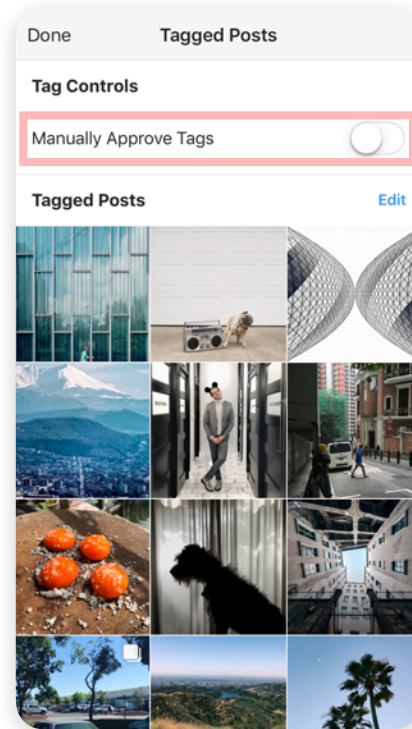 Done
Tagged Posts
Tag Controls
Manually Approve Tags
Tagged Posts
Edit